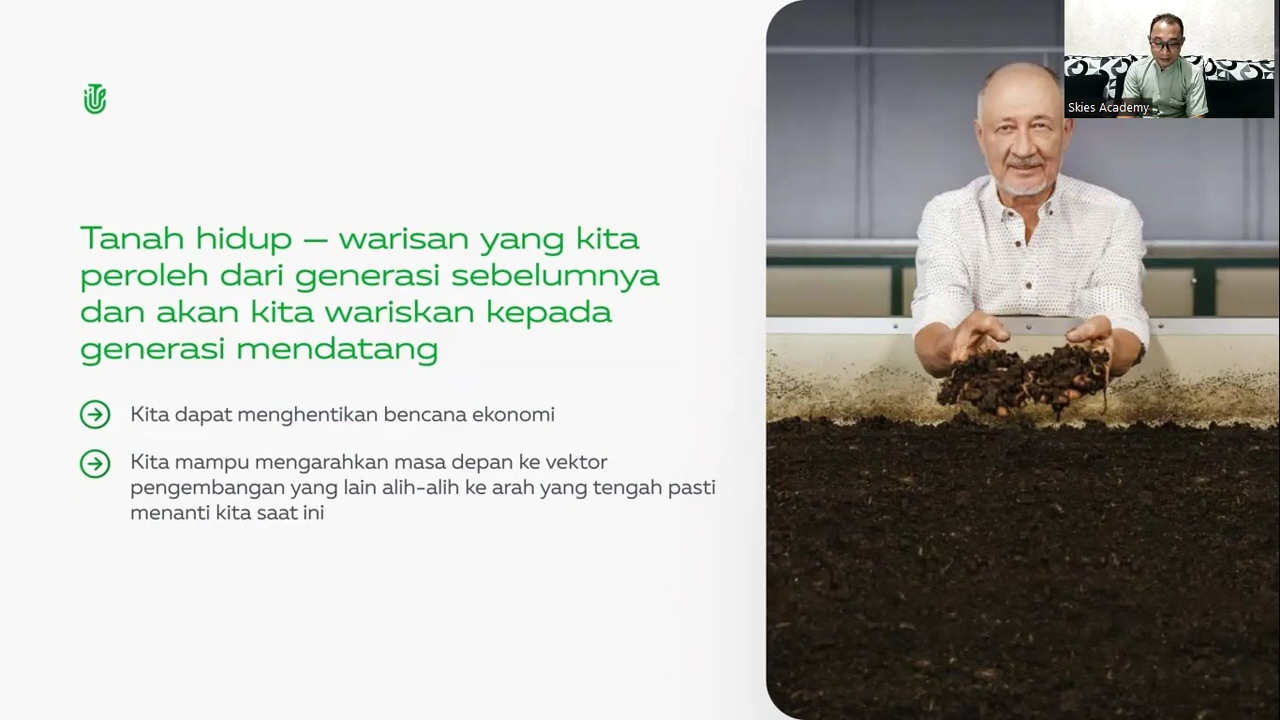 Skies Academy
Tanah hidup — warisan yang kita
peroleh dari generasi sebelumnya
dan akan kita wariskan kepada
generasi mendatang
Kita dapat menghentikan bencana ekonomi
Kita mampu mengarahkan masa depan ke vektor
pengembangan yang lain alih-alih ke arah yang tengah pasti
menanti kita saat ini